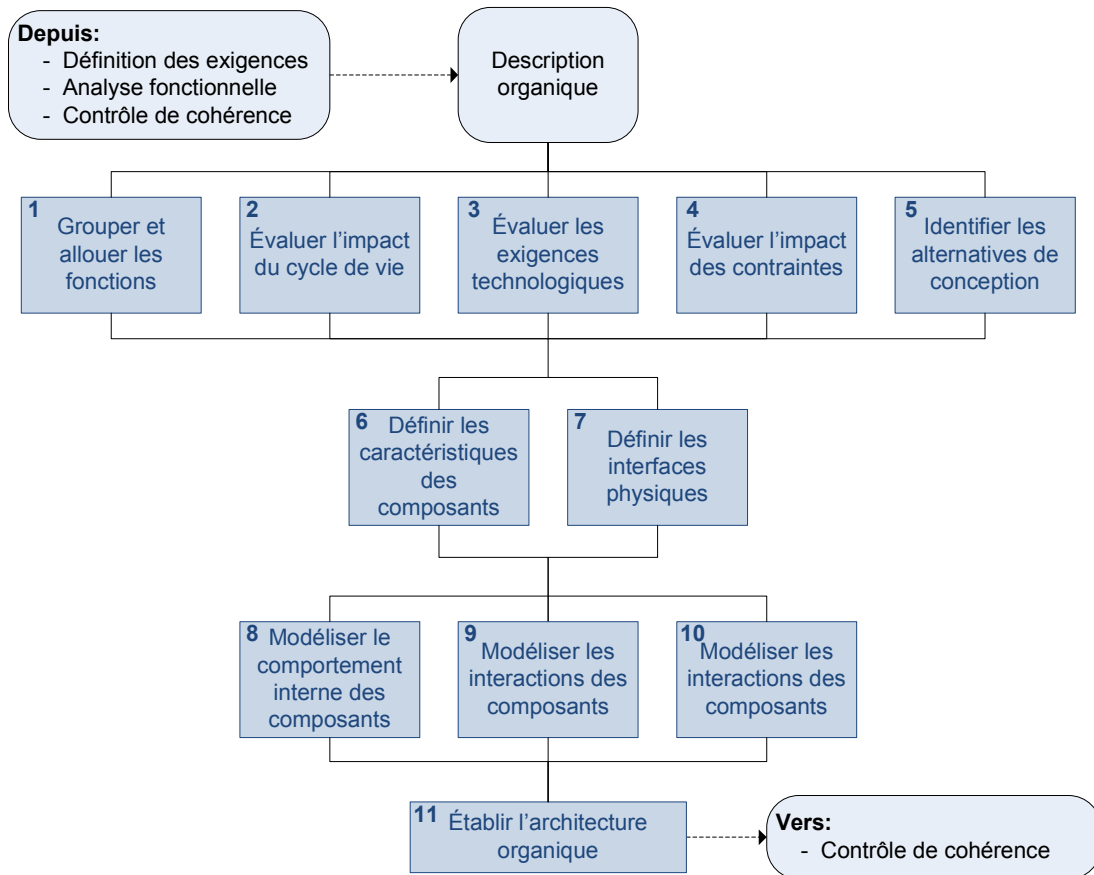 Depuis:
- Définition des exigences
- Analyse fonctionnelle
- Contrôle de cohérence
Description
organique
1
Grouper et
allouer les
fonctions
2
Évaluer l’impact
du cycle de vie
3
Évaluer les
exigences
technologiques
4
Évaluer l’impact
des contraintes
5
Identifier les
alternatives de
conception
6
Définir les
caractéristiques
des
composants
7
Définir les
interfaces
physiques
8
Modéliser le
comportement
interne des
composants
9
Modéliser les
interactions des
composants
10
Modéliser les
interactions des
composants
11
Établir l’architecture
organique
Vers:
- Contrôle de cohérence